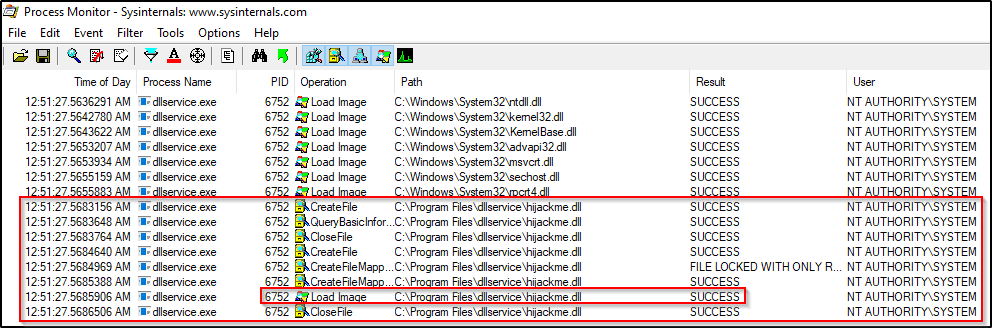 Process Monitor - Sysinternals: www.sysinternals.com
File Edit Event Filter Tools Options Help
Time of Day Process Name PID Operation Path Result User
12:51:27.5636291 AM dllservice.exe 6752 Load Image C:\Windows\System32\ntdll.dll SUCCESS NT AUTHORITY\SYSTEM
12:51:27.5642780 AM dllservice.exe 6752 Load Image C:\Windows\System32\kernel32.dll SUCCESS NT AUTHORITY\SYSTEM
12:51:27.5643622 AM dllservice.exe 6752 Load Image C:\Windows\System32\KernelBase.dll SUCCESS NT AUTHORITY\SYSTEM
12:51:27.5653207 AM dllservice.exe 6752 Load Image C:\Windows\System32\advapi32.dll SUCCESS NT AUTHORITY\SYSTEM
12:51:27.5653934 AM dllservice.exe 6752 Load Image C:\Windows\System32\msvcrt.dll SUCCESS NT AUTHORITY\SYSTEM
12:51:27.5655159 AM dllservice.exe 6752 Load Image C:\Windows\System32\sechost.dll SUCCESS NT AUTHORITY\SYSTEM
12:51:27.5655883 AM dllservice.exe 6752 Load Image C:\Windows\System32\rpcrt4.dll SUCCESS NT AUTHORITY\SYSTEM
12:51:27.5683156 AM dllservice.exe 6752 CreateFile C:\Program Files\dllservice\hijackme.dll SUCCESS NT AUTHORITY\SYSTEM
12:51:27.5683648 AM dllservice.exe 6752 QueryBasicInfor... C:\Program Files\dllservice\hijackme.dll SUCCESS NT AUTHORITY\SYSTEM
12:51:27.5683764 AM dllservice.exe 6752 CloseFile C:\Program Files\dllservice\hijackme.dll SUCCESS NT AUTHORITY\SYSTEM
12:51:27.5684640 AM dllservice.exe 6752 CreateFile C:\Program Files\dllservice\hijackme.dll SUCCESS NT AUTHORITY\SYSTEM
12:51:27.5684969 AM dllservice.exe 6752 CreateFileMapp... C:\Program Files\dllservice\hijackme.dll FILE LOCKED WITH ONLY R... NT AUTHORITY\SYSTEM
12:51:27.5685388 AM dllservice.exe 6752 CreateFileMapp... C:\Program Files\dllservice\hijackme.dll SUCCESS NT AUTHORITY\SYSTEM
12:51:27.5685906 AM dllservice.exe 6752 Load Image C:\Program Files\dllservice\hijackme.dll SUCCESS NT AUTHORITY\SYSTEM
12:51:27.5686506 AM dllservice.exe 6752 CloseFile C:\Program Files\dllservice\hijackme.dll SUCCESS NT AUTHORITY\SYSTEM